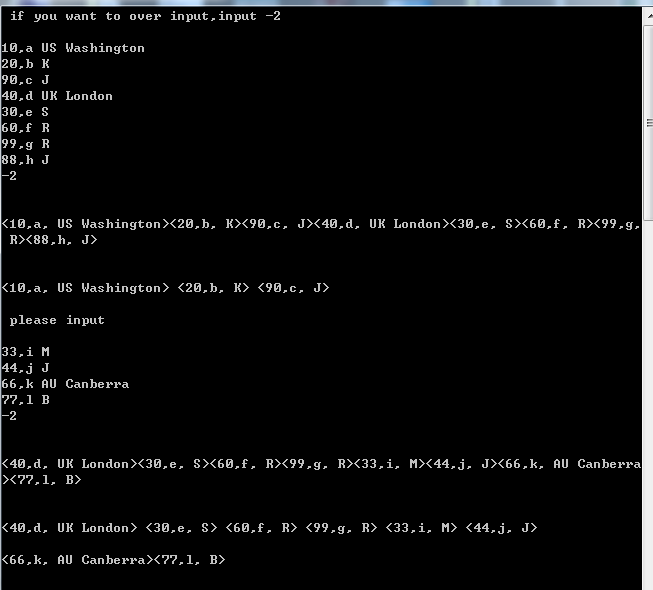 if you want to over input,input -2
10,a US Washington
20,b K
90,c J
40,d UK London
30,e S
60,f R
99,g R
88,h J
-2
<10,a, US Washington><20,b, K><90,c, J><40,d, UK London><30,e, S><60,f, R><99,g,
R><88,h, J>
<10,a, US Washington> <20,b, K> <90,c, J>
please input
33,i M
44,j J
66,k AU Canberra
77,l B
-2
<40,d, UK London><30,e, S><60,f, R><99,g, R><33,i, M><44,j, J><66,k, AU Canberra
><77,l, B>
<40,d, UK London> <30,e, S> <60,f, R> <99,g, R> <33,i, M> <44,j, J>
<66,k, AU Canberra><77,l, B>